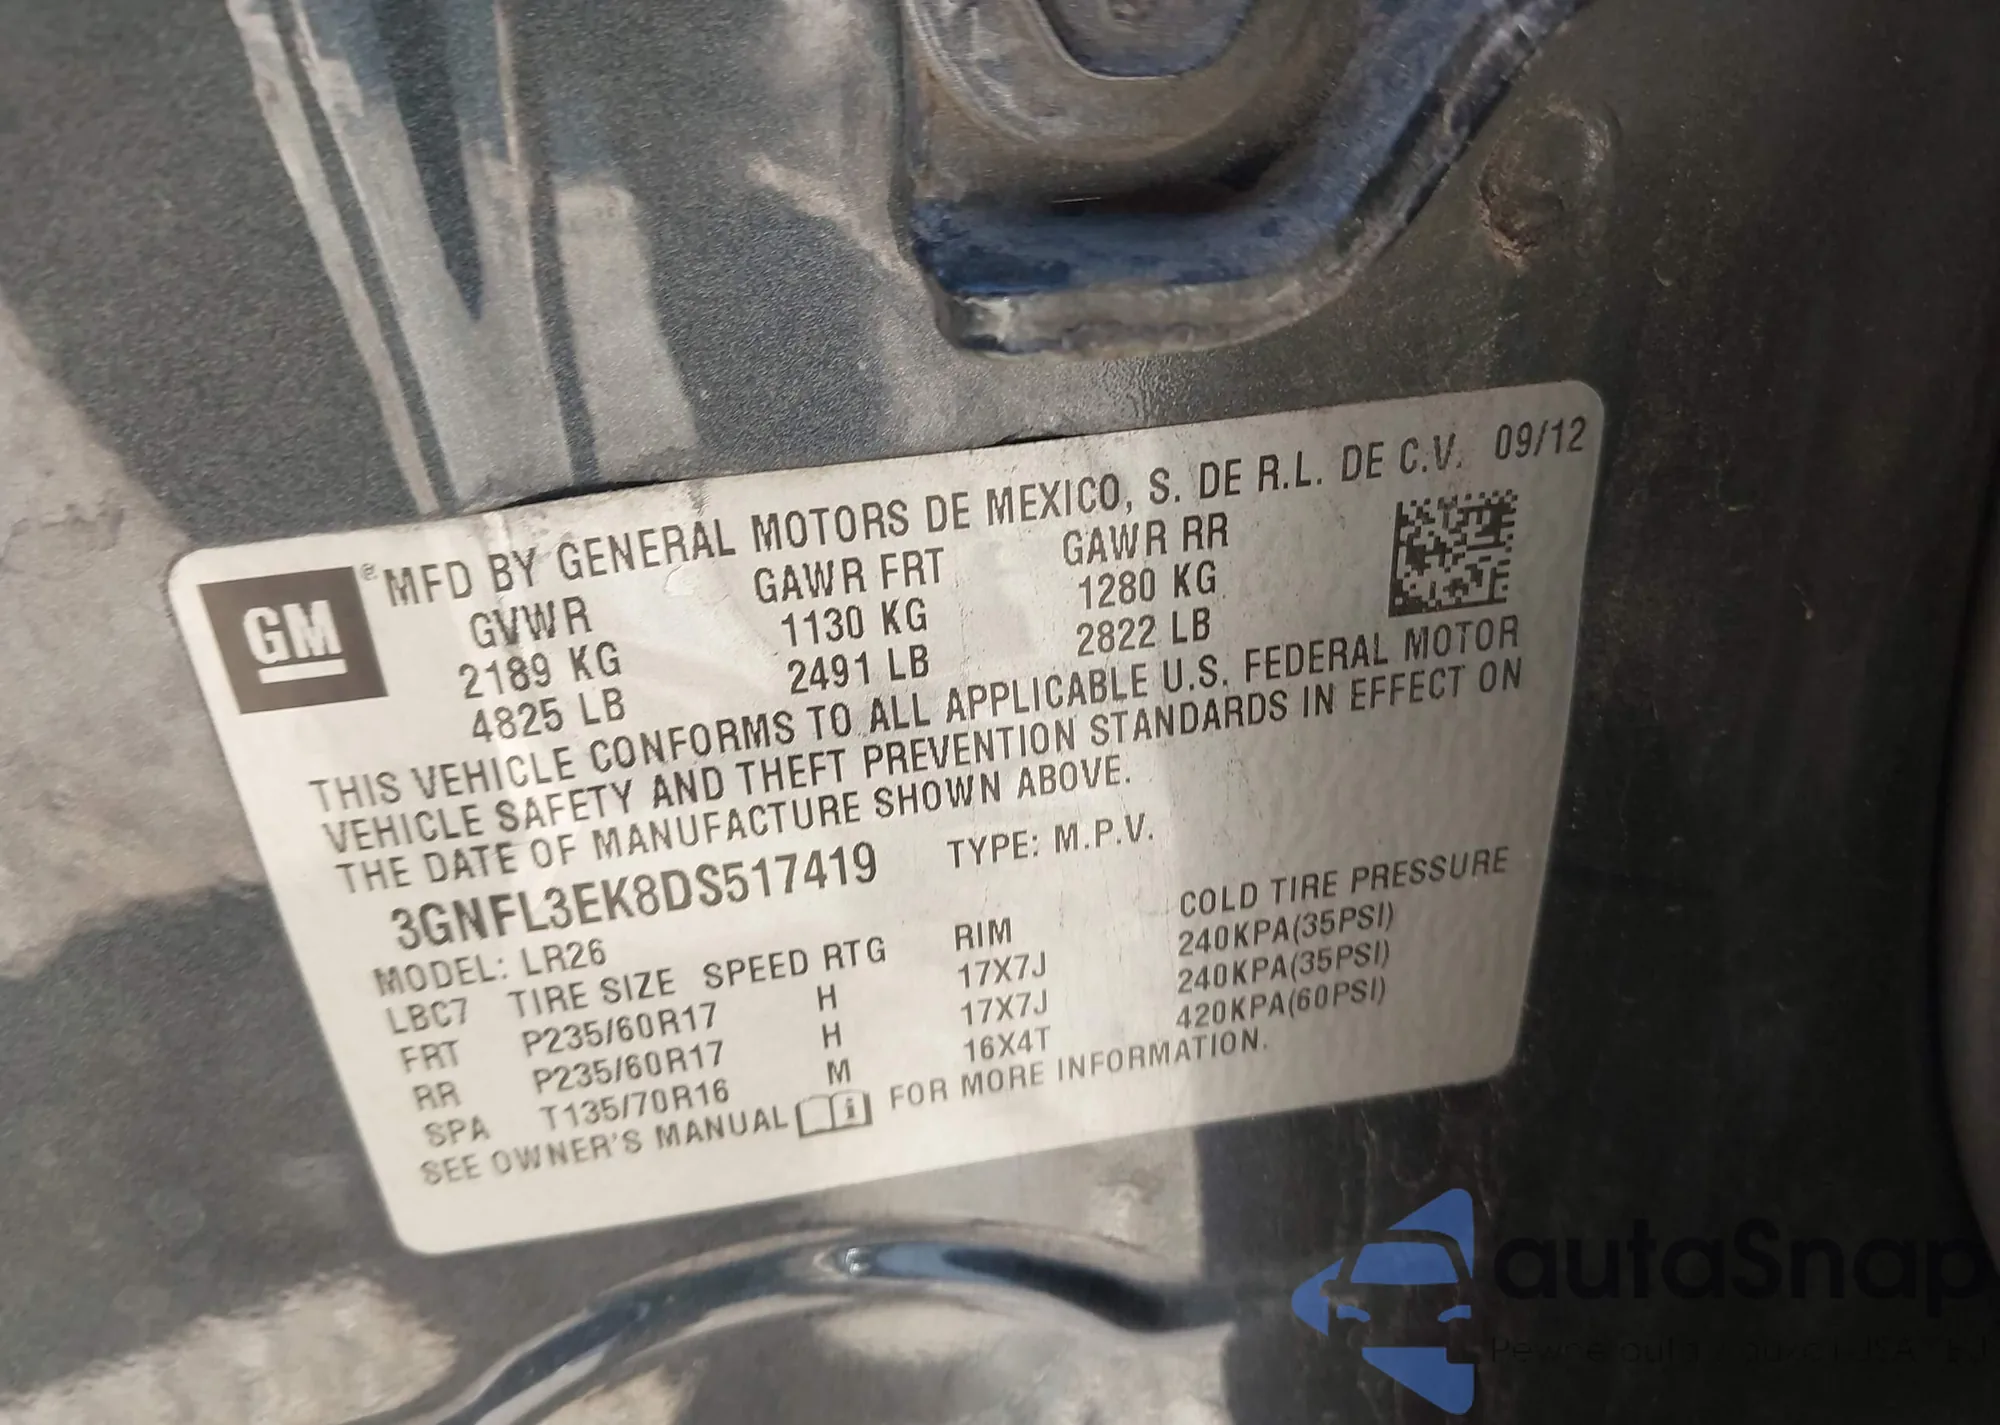 MFD BY GENERAL MOTORS DE MEXICO, S. DE R.L. DE C.V. 09/12
GM ®
GVWR GAWR FRT GAWR RR
2189 KG 1130 KG 1280 KG
4825 LB 2491 LB 2822 LB
THIS VEHICLE CONFORMS TO ALL APPLICABLE U.S. FEDERAL MOTOR
VEHICLE SAFETY AND THEFT PREVENTION STANDARDS IN EFFECT ON
THE DATE OF MANUFACTURE SHOWN ABOVE.
3GNFL3EK8DS517419 TYPE: M.P.V.
MODEL: LR26
LBC7 TIRE SIZE SPEED RTG RIM COLD TIRE PRESSURE
FRT P235/60R17 H 17X7J 240KPA(35PSI)
RR P235/60R17 H 17X7J 240KPA(35PSI)
SPA T135/70R16 M 16X4T 420KPA(60PSI)
SEE OWNER'S MANUAL FOR MORE INFORMATION.
autaSnap
auta